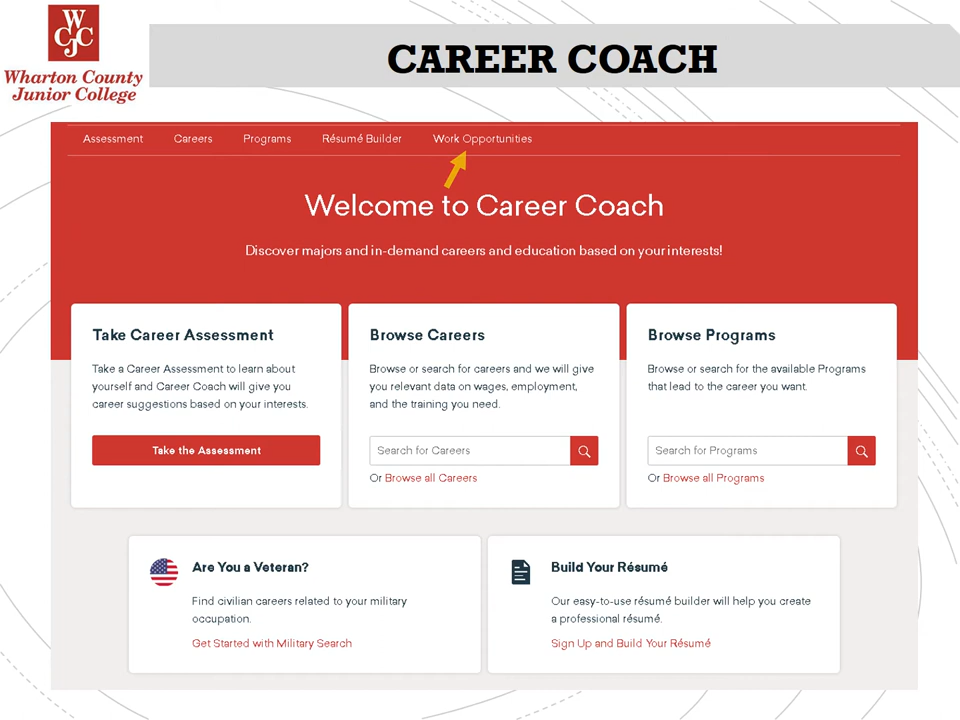 WCJC
Wharton County
Junior College
CAREER COACH
Assessment Careers Programs Résumé Builder Work Opportunities
Welcome to Career Coach
Discover majors and in-demand careers and education based on your interests!
Take Career Assessment
Take a Career Assessment to learn about
yourself and Career Coach will give you
career suggestions based on your interests.
Take the Assessment
Browse Careers
Browse or search for careers and we will give
you relevant data on wages, employment,
and the training you need.
Search for Careers
Or Browse all Careers
Browse Programs
Browse or search for the available Programs
that lead to the career you want.
Search for Programs
Or Browse all Programs
Are You a Veteran?
Find civilian careers related to your military
occupation.
Get Started with Military Search
Build Your Résumé
Our easy-to-use résumé builder will help you create
a professional résumé.
Sign Up and Build Your Résumé